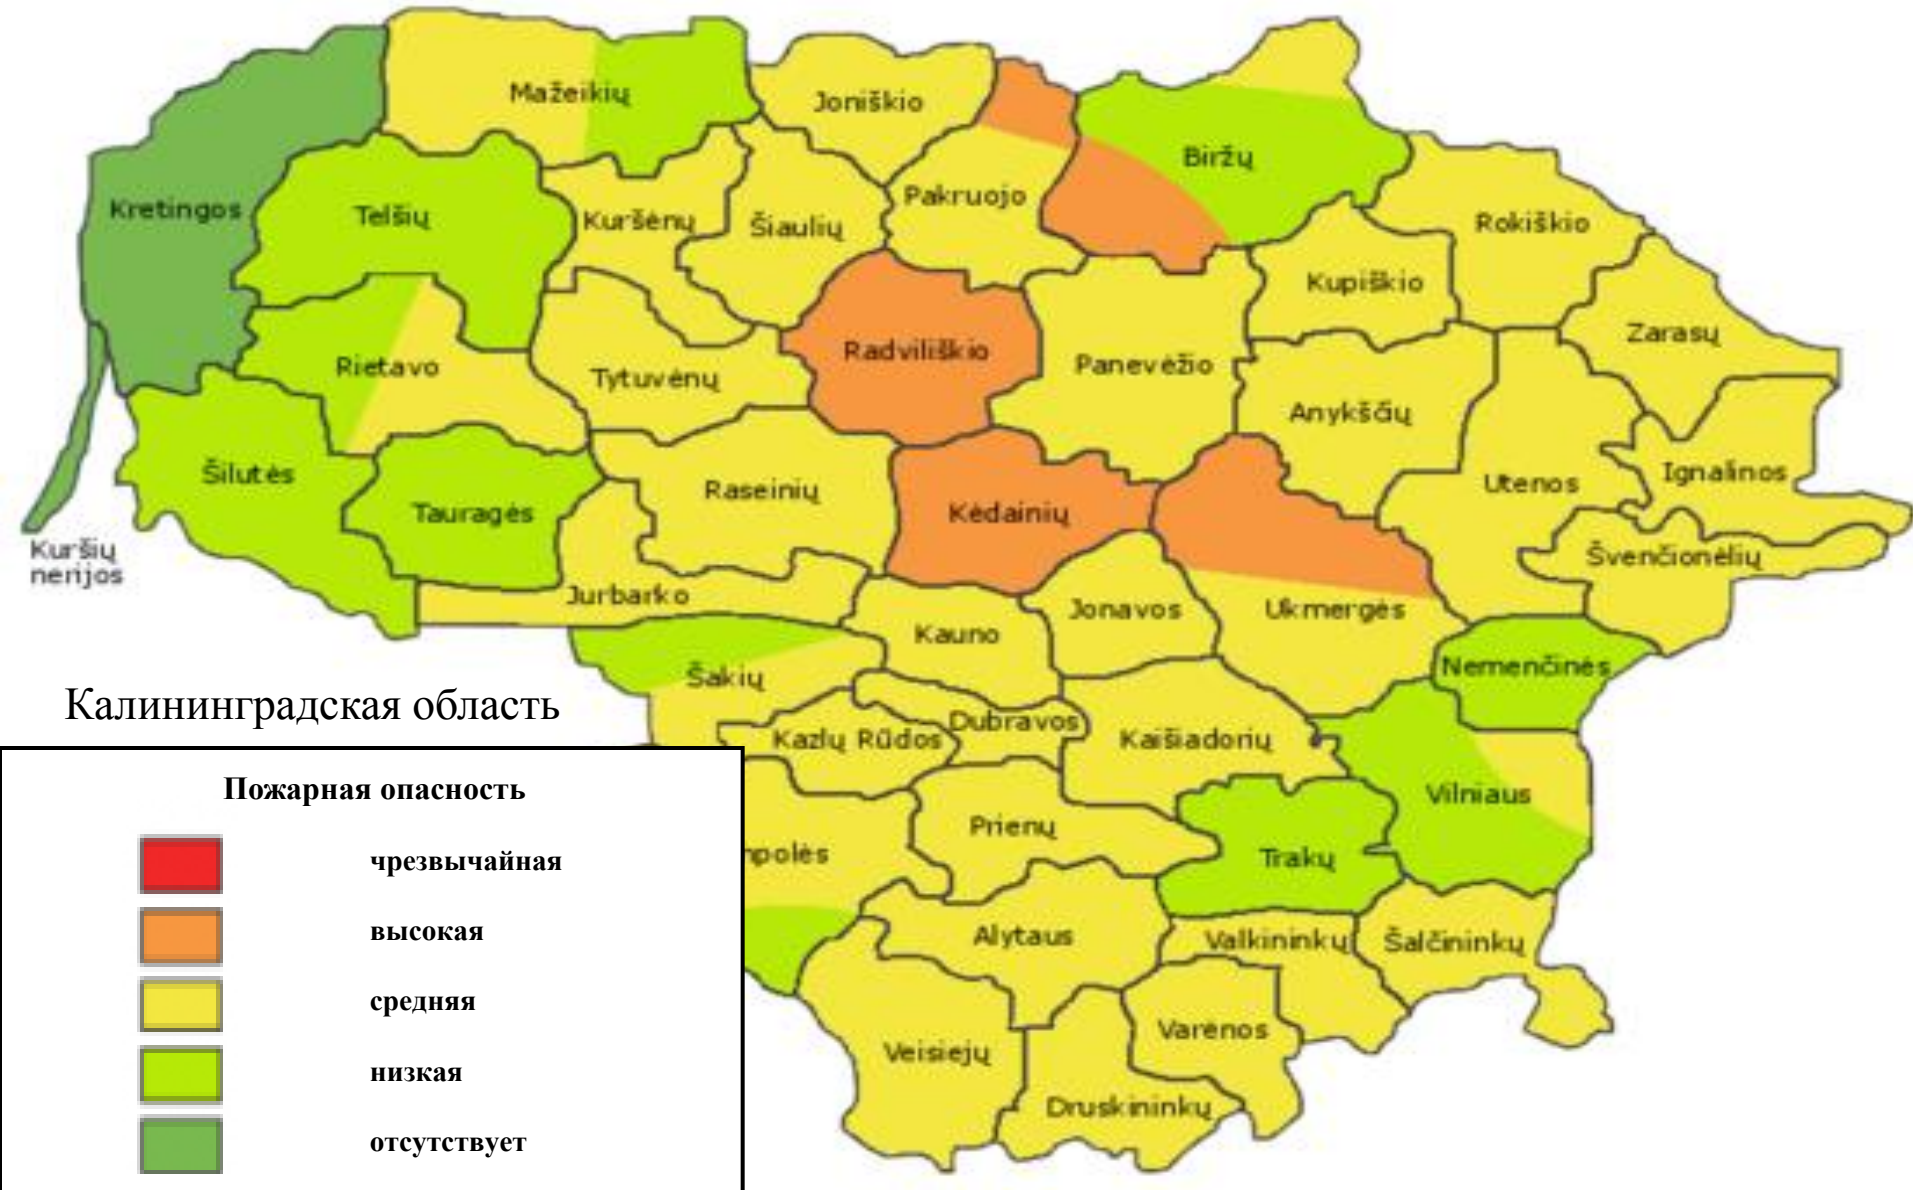 Mažeikių
Joniškio
Biržų
Kretingos
Telšių
Kuršėnų
Šiaulių
Pakruojo
Rokiškio
Kupiškio
Zarasų
Rietavo
Tytuvėnų
Radviliškio
Panevėžio
Anykščių
Šilutės
Tauragės
Raseinių
Kėdainių
Utenos
Ignalinos
Kuršių
nerijos
Švenčionėlių
Jurbarko
Kauno
Jonavos
Ukmergės
Nemenčinės
Šakių
Калининградская область
Kazlų Rūdos
Dubravos
Kaišiadorių
Vilniaus
Prienų
Trakų
npolės
Alytaus
Valkininkų
Šalčininkų
Veisiejų
Varėnos
Druskininkų
Пожарная опасность
чрезвычайная
высокая
средняя
низкая
отсутствует